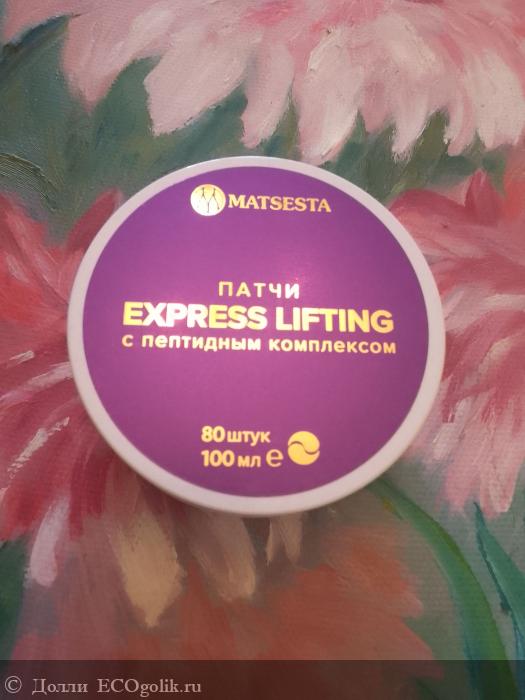 MATSESTA
ПАТЧИ
EXPRESS LIFTING
с пептидным комплексом
80 штук
100 мл e
© Долли ECOgolik.ru